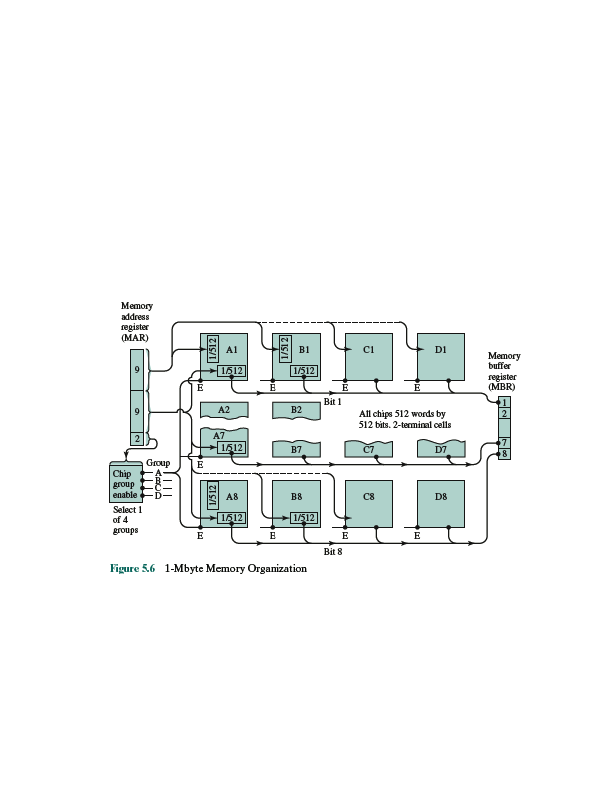 Memory
address
register
(MAR)
9
9
2
Chip
group
enable
Group
A
B
C
D
Select 1
of 4
groups
1/512
A1
1/512
E
1/512
B1
1/512
E
C1
E
D1
E
Bit 1
A2
B2
All chips 512 words by
512 bits. 2-terminal cells
A7
1/512
E
B7
C7
D7
1/512
A8
1/512
E
B8
1/512
E
C8
E
D8
E
Bit 8
Memory
buffer
register
(MBR)
1
2
7
8
Figure 5.6 1-Mbyte Memory Organization